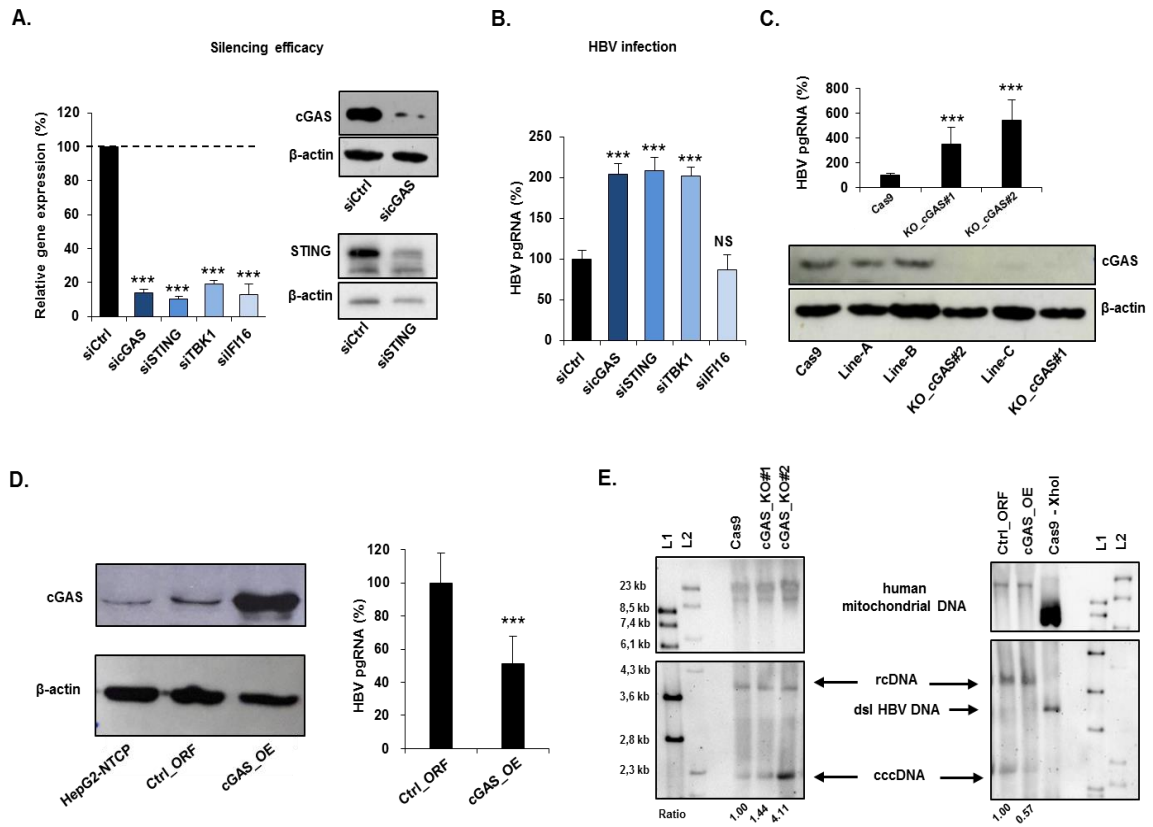 A.
Silencing efficacy
Relative gene expression (%)
120
100
80
60
40
20
0
***
***
***
***
siCtrl
sicGAS
siSTING
siTBK1
siIFI16
cGAS
β-actin
siCtrl
sicGAS
STING
β-actin
siCtrl
siSTING
B.
HBV infection
HBV pgRNA (%)
250
200
150
100
50
0
***
***
***
NS
siCtrl
sicGAS
siSTING
siTBK1
siIFI16
C.
HBV pgRNA (%)
800
600
400
200
0
***
***
Cas9
KO_cGAS#1
KO_cGAS#2
cGAS
β-actin
Cas9
Line-A
Line-B
KO_cGAS#2
Line-C
KO_cGAS#1
D.
cGAS
β-actin
HepG2-NTCP
Ctrl_ORF
cGAS_OE
HBV pgRNA (%)
120
100
80
60
40
20
0
***
Ctrl_ORF
cGAS_OE
E.
L1
L2
Cas9
cGAS_KO#1
cGAS_KO#2
23 kb
8,5 kb
7,4 kb
6,1 kb
4,3 kb
3,6 kb
2,8 kb
2,3 kb
Ratio
1.00
1.44
4.11
human
mitochondrial DNA
rcDNA
dsl HBV DNA
cccDNA
Ctrl_ORF
cGAS_OE
Cas9 - XhoI
L1
L2
1.00
0.57